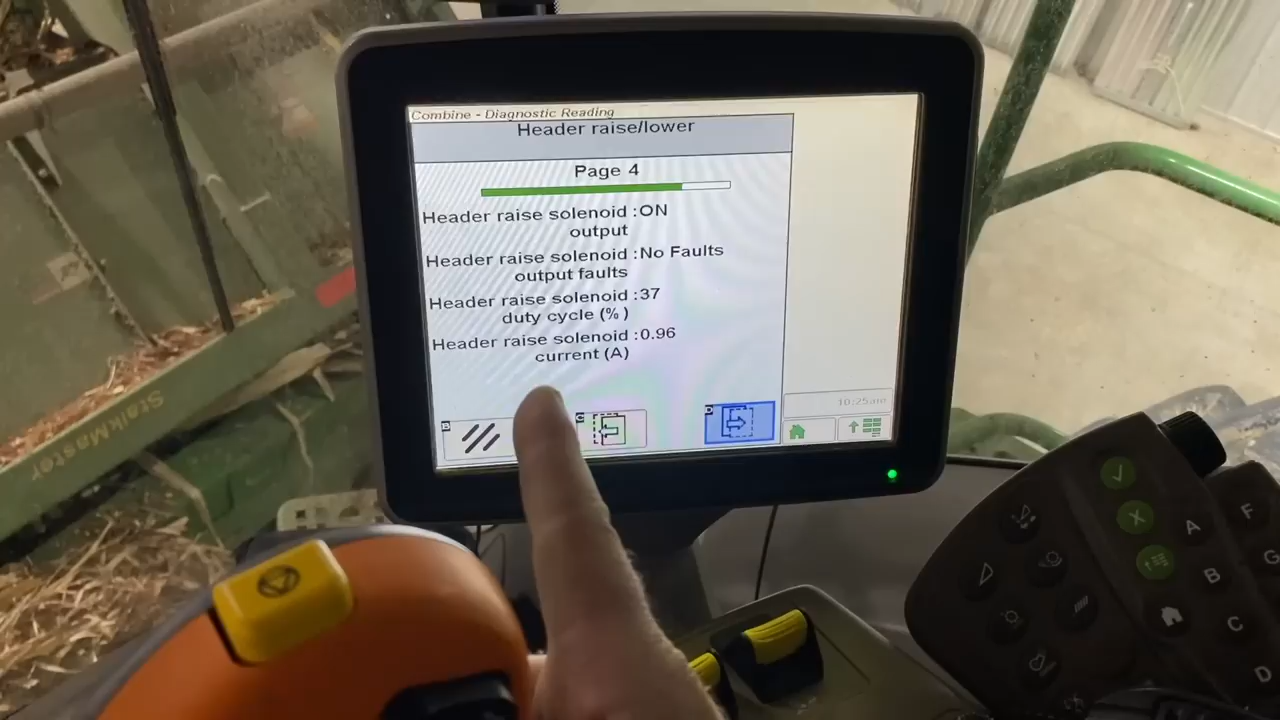 Combine - Diagnostic Reading
Header raise/lower
Page 4
Header raise solenoid :ON
output
Header raise solenoid :No Faults
output faults
Header raise solenoid :37
duty cycle (%)
Header raise solenoid :0.96
current (A)
B
C
D
10:25am
StalkMaster
A
F
B
G
C
D